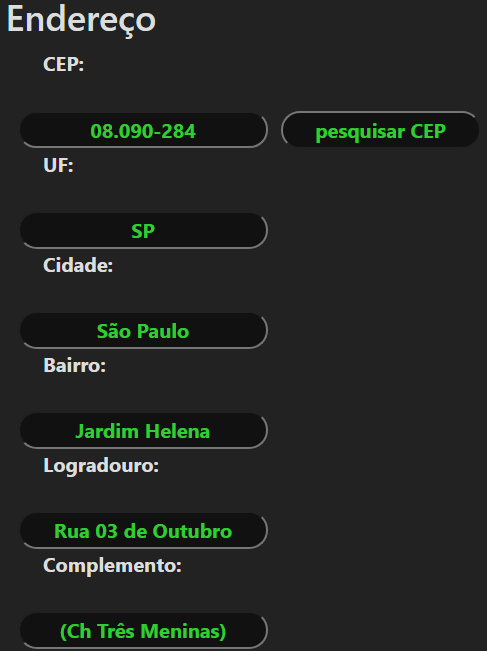 Endereço
CEP:
08.090-284 pesquisar CEP
UF:
SP
Cidade:
São Paulo
Bairro:
Jardim Helena
Logradouro:
Rua 03 de Outubro
Complemento:
(Ch Três Meninas)